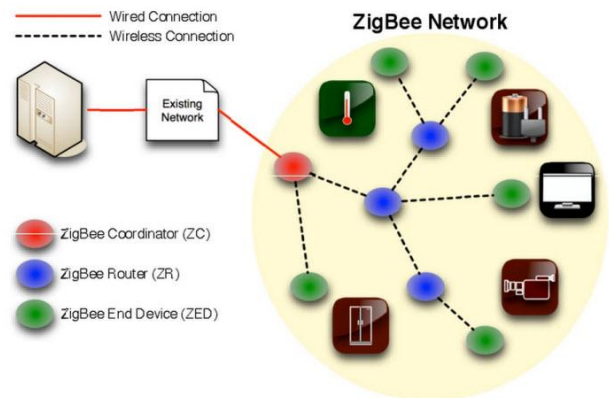 Wired Connection
Wireless Connection
ZigBee Network
Existing
Network
ZigBee Coordinator (ZC)
ZigBee Router (ZR)
ZigBee End Device (ZED)